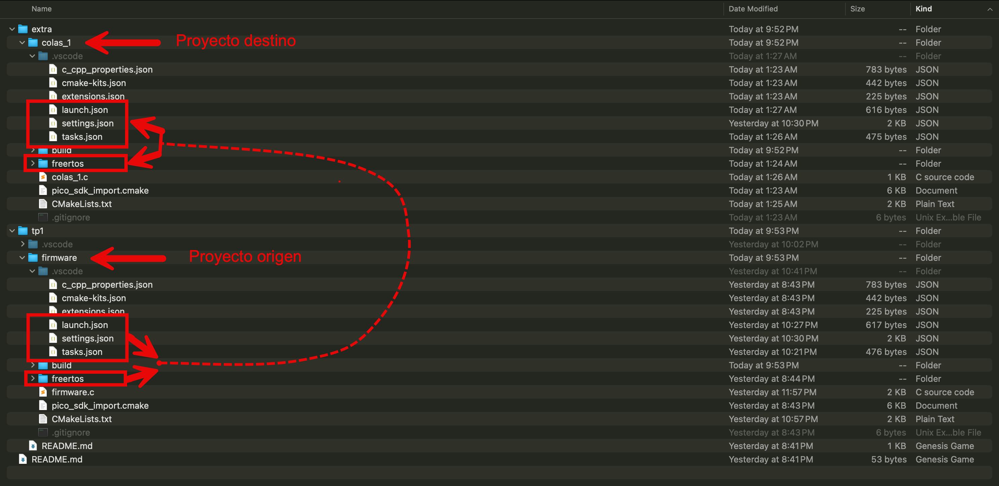 Name Date Modified Size Kind
extra Today at 9:52 PM -- Folder
colas_1 Proyecto destino Today at 9:52 PM -- Folder
.vscode Today at 1:27 AM -- Folder
c_cpp_properties.json Today at 1:23 AM 783 bytes JSON
cmake-kits.json Today at 1:23 AM 442 bytes JSON
extensions.json Today at 1:23 AM 225 bytes JSON
launch.json Today at 1:27 AM 616 bytes JSON
settings.json Yesterday at 10:30 PM 2 KB JSON
tasks.json Today at 1:26 AM 475 bytes JSON
build Today at 9:52 PM -- Folder
freertos Today at 1:24 AM -- Folder
colas_1.c Today at 1:26 AM 1 KB C source code
pico_sdk_import.cmake Today at 1:23 AM 6 KB Document
CMakeLists.txt Today at 1:25 AM 2 KB Plain Text
.gitignore Today at 1:23 AM 6 bytes Unix Ex...ble File
tp1 Today at 9:53 PM -- Folder
.vscode Yesterday at 10:02 PM -- Folder
firmware Proyecto origen Today at 9:53 PM -- Folder
.vscode Yesterday at 10:41 PM -- Folder
c_cpp_properties.json Yesterday at 8:43 PM 783 bytes JSON
cmake-kits.json Yesterday at 8:43 PM 442 bytes JSON
extensions.json Yesterday at 8:43 PM 225 bytes JSON
launch.json Yesterday at 10:27 PM 617 bytes JSON
settings.json Yesterday at 10:30 PM 2 KB JSON
tasks.json Yesterday at 10:21 PM 476 bytes JSON
build Today at 9:53 PM -- Folder
freertos Yesterday at 8:44 PM -- Folder
firmware.c Yesterday at 11:57 PM 2 KB C source code
pico_sdk_import.cmake Yesterday at 8:43 PM 6 KB Document
CMakeLists.txt Yesterday at 10:57 PM 2 KB Plain Text
.gitignore Yesterday at 8:43 PM 6 bytes Unix Ex...ble File
README.md Yesterday at 8:41 PM 1 KB Genesis Game
README.md Yesterday at 8:41 PM 53 bytes Genesis Game